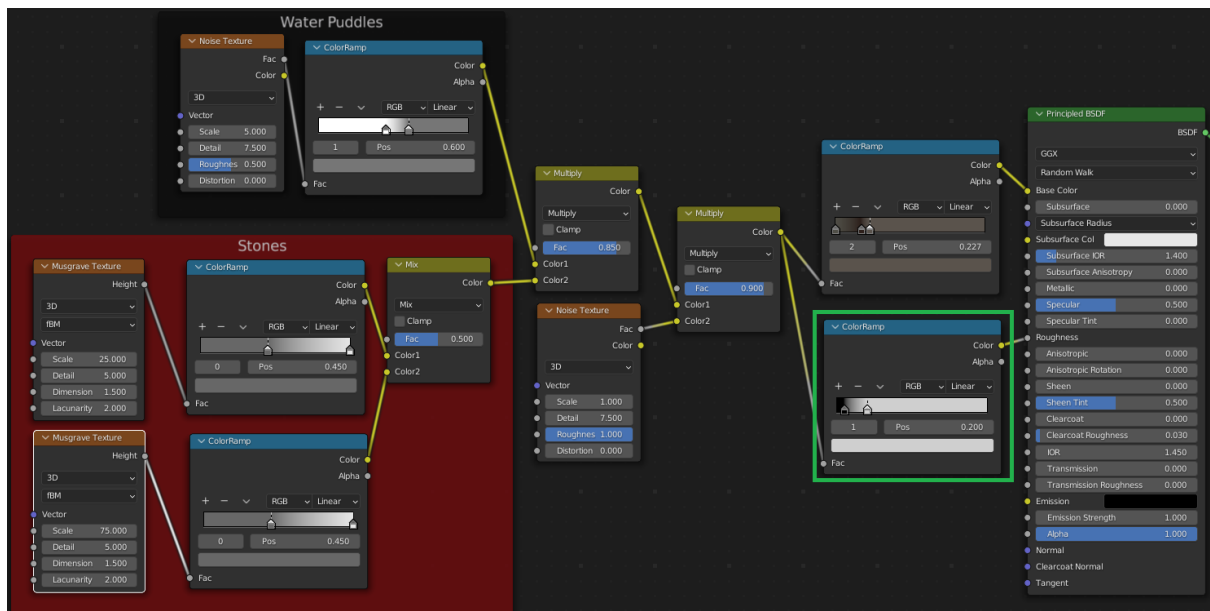 Water Puddles
Noise Texture
Fac
Color
3D
Vector
Scale 5.000
Detail 7.500
Roughnes 0.500
Distortion 0.000
ColorRamp
Color
Alpha
+ − RGB Linear
1 Pos 0.600
Fac
Stones
Musgrave Texture
Height
3D
fBM
Vector
Scale 25.000
Detail 5.000
Dimension 1.500
Lacunarity 2.000
ColorRamp
Color
Alpha
+ − RGB Linear
0 Pos 0.450
Fac
Musgrave Texture
Height
3D
fBM
Vector
Scale 75.000
Detail 5.000
Dimension 1.500
Lacunarity 2.000
ColorRamp
Color
Alpha
+ − RGB Linear
0 Pos 0.450
Fac
Mix
Color
Mix
Clamp
Fac 0.500
Color1
Color2
Multiply
Color
Multiply
Clamp
Fac 0.850
Color1
Color2
Noise Texture
Fac
Color
3D
Vector
Scale 1.000
Detail 7.500
Roughnes 1.000
Distortion 0.000
Multiply
Color
Multiply
Clamp
Fac 0.900
Color1
Color2
ColorRamp
Color
Alpha
+ − RGB Linear
2 Pos 0.227
Fac
ColorRamp
Color
Alpha
+ − RGB Linear
1 Pos 0.200
Fac
Principled BSDF
BSDF
GGX
Random Walk
Base Color
Subsurface 0.000
Subsurface Radius
Subsurface Col
Subsurface IOR 1.400
Subsurface Anisotropy 0.000
Metallic 0.000
Specular 0.500
Specular Tint 0.000
Roughness
Anisotropic 0.000
Anisotropic Rotation 0.000
Sheen 0.000
Sheen Tint 0.500
Clearcoat 0.000
Clearcoat Roughness 0.030
IOR 1.450
Transmission 0.000
Transmission Roughness 0.000
Emission
Emission Strength 1.000
Alpha 1.000
Normal
Clearcoat Normal
Tangent